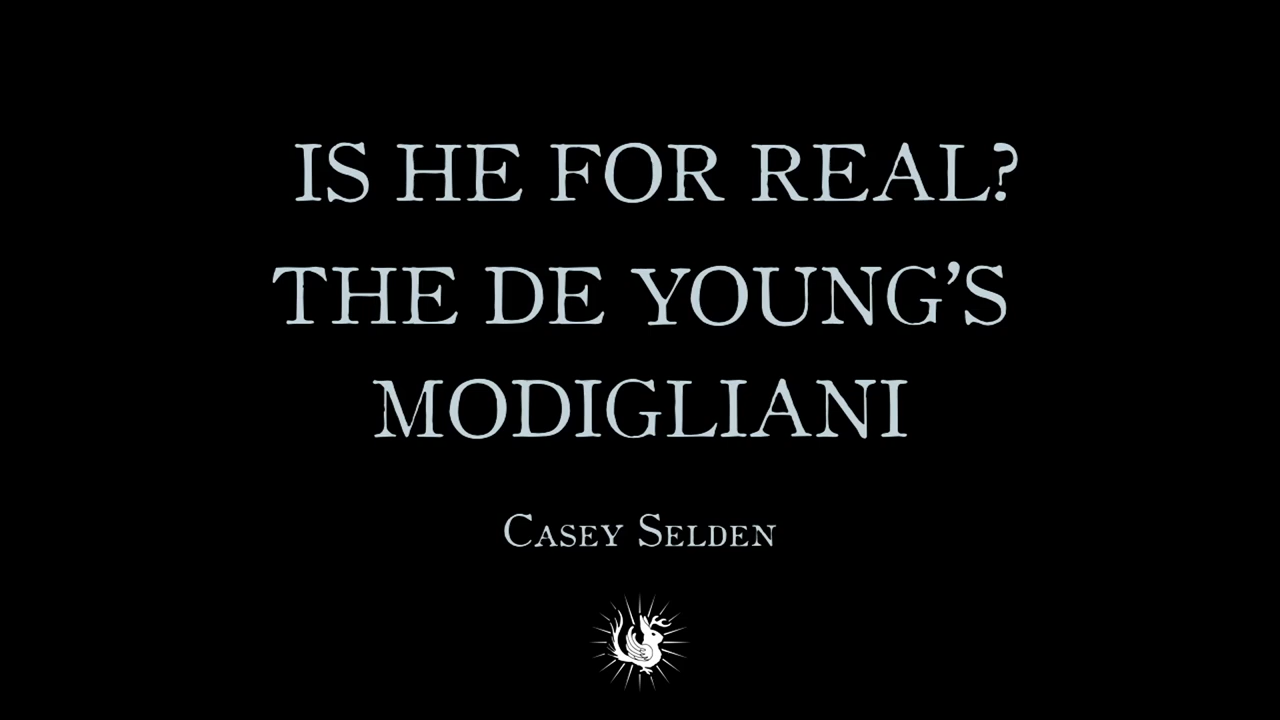 IS HE FOR REAL?
THE DE YOUNG’S
MODIGLIANI
CASEY SELDEN